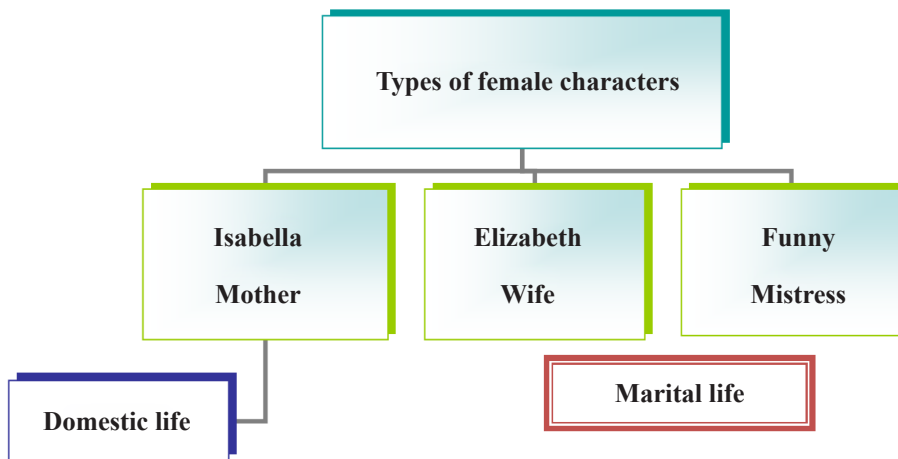 Types of female characters
Isabella
Mother
Elizabeth
Wife
Funny
Mistress
Domestic life
Marital life